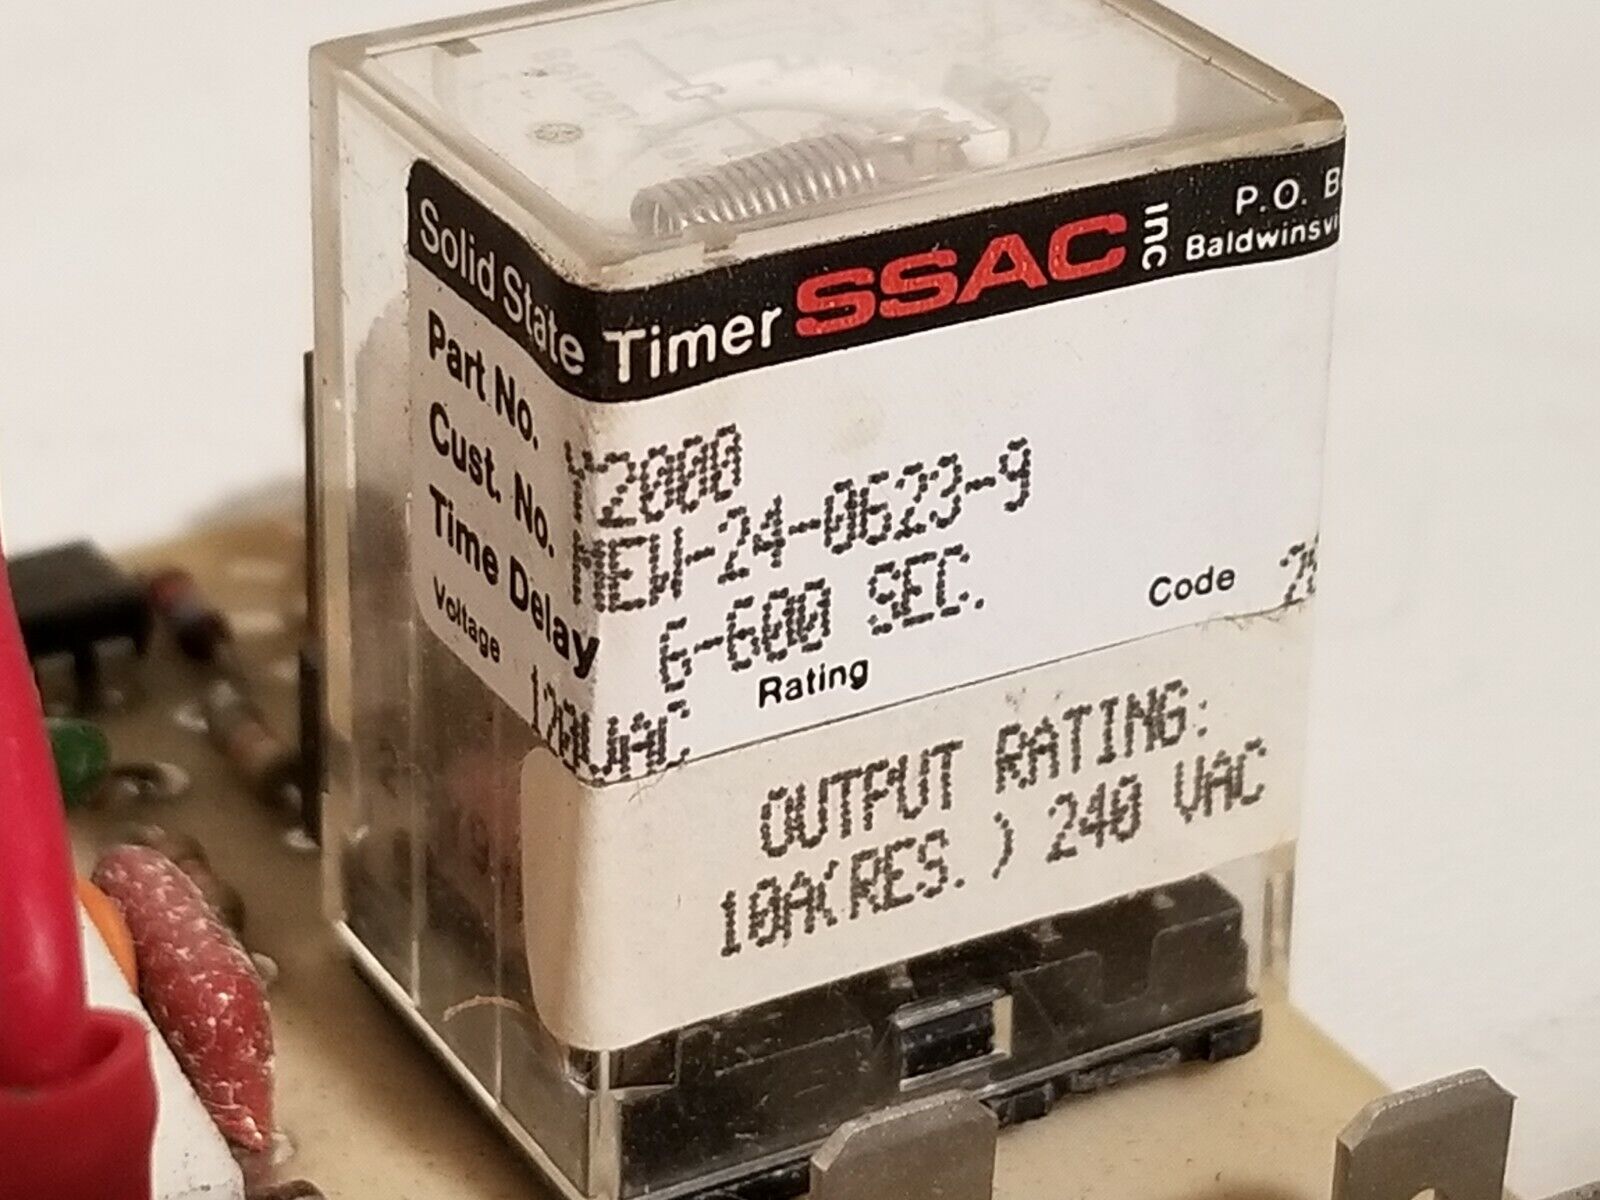 Solid State Timer SSAC inc P.O. B
Baldwinsvi
Part No. Y2000
Cust. No. NEW-24-0623-9
Time Delay 6-600 SEC. Code
Voltage 120VAC Rating
OUTPUT RATING:
10A(RES.) 240 VAC